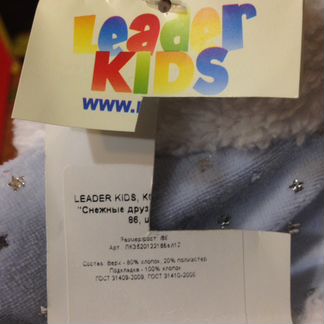 Leader
KIDS
www.
LEADER KIDS,
"Снежные
86,
Размер/рост: /86
Арт.
Состав: Верх - 80% хлопок, 20% полиэстер
Подкладка - 100% хлопок
ГОСТ 31409-2009, ГОСТ 31410-2009